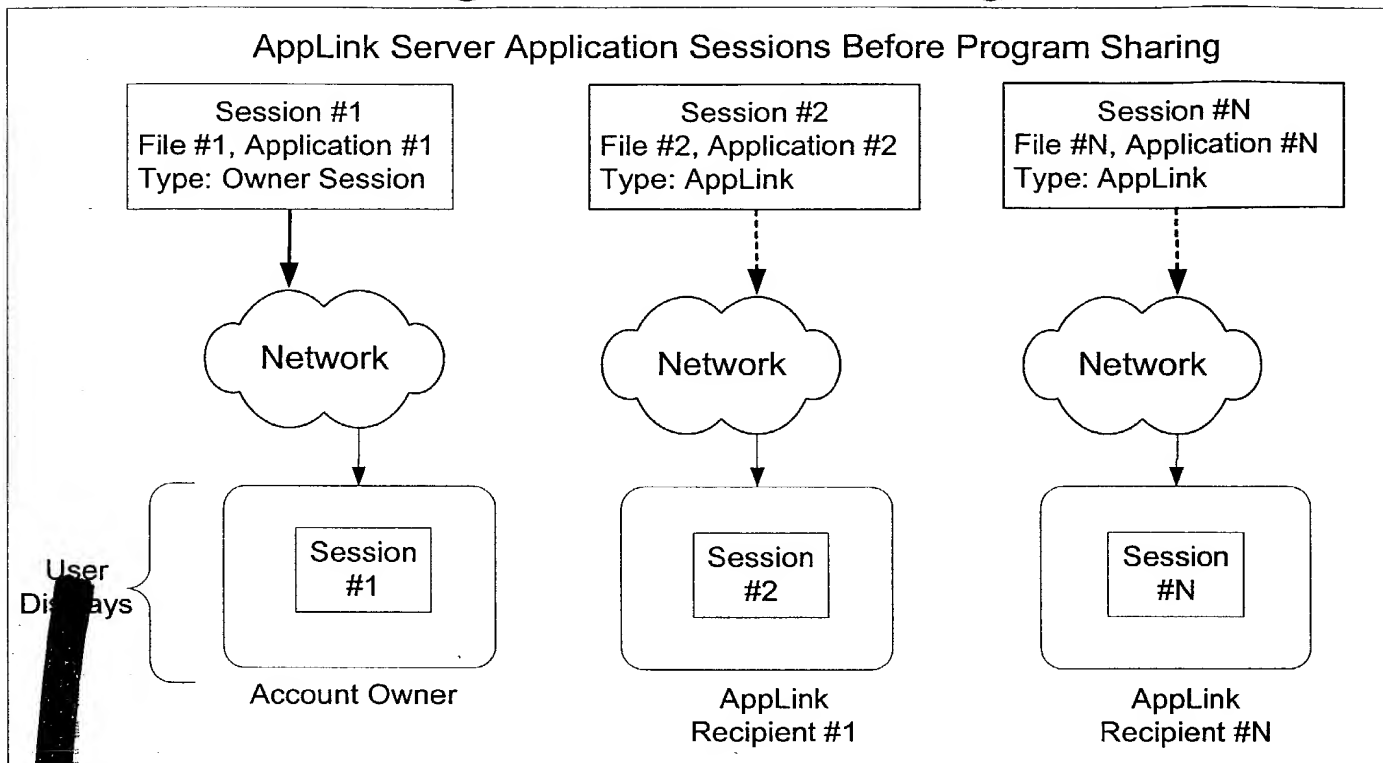 AppLink Server Application Sessions Before Program Sharing
Session #1
File #1, Application #1
Type: Owner Session
Session #2
File #2, Application #2
Type: AppLink
Session #N
File #N, Application #N
Type: AppLink
Network
Network
Network
User
Displays
Session
#1
Session
#2
Session
#N
Account Owner
AppLink
Recipient #1
AppLink
Recipient #N